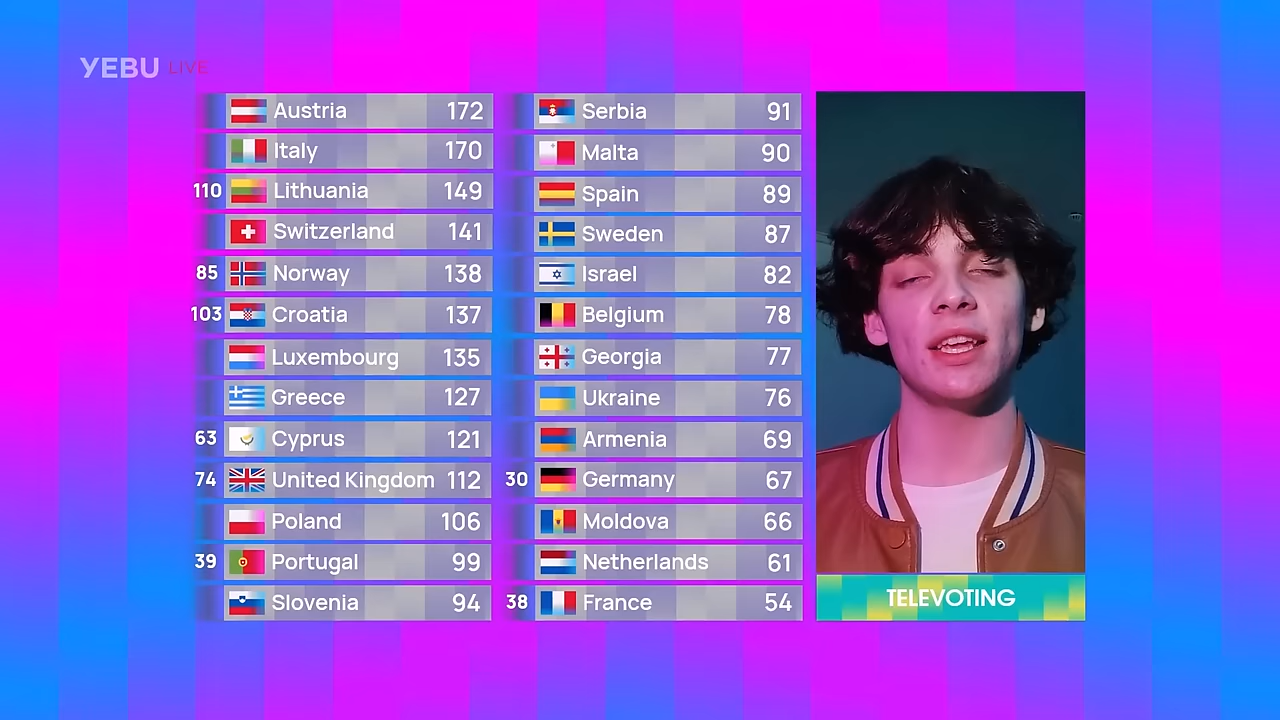 YEBU LIVE
Austria 172
Italy 170
110 Lithuania 149
Switzerland 141
85 Norway 138
103 Croatia 137
Luxembourg 135
Greece 127
63 Cyprus 121
74 United Kingdom 112
Poland 106
39 Portugal 99
Slovenia 94
Serbia 91
Malta 90
Spain 89
Sweden 87
Israel 82
Belgium 78
Georgia 77
Ukraine 76
Armenia 69
30 Germany 67
Moldova 66
Netherlands 61
38 France 54
TELEVOTING